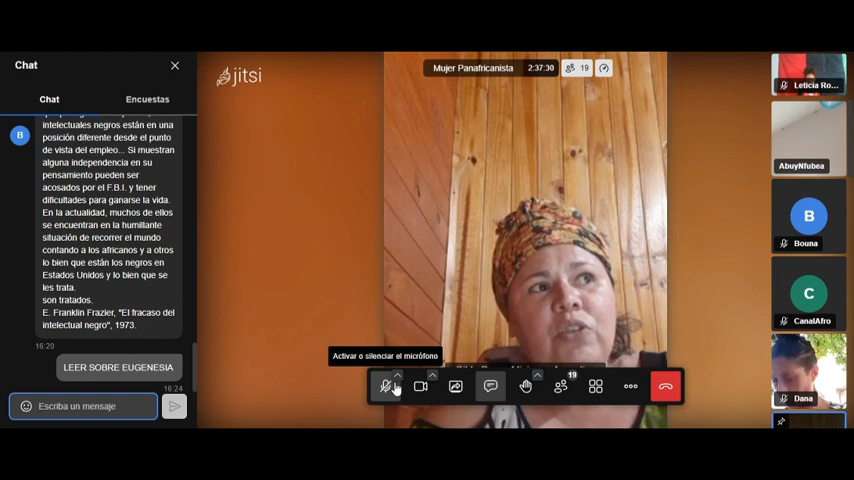 Chat
Chat
Encuestas
intelectuales negros están en una
posición diferente desde el punto
de vista del empleo... Si muestran
alguna independencia en su
pensamiento pueden ser
acosados por el F.B.I. y tener
dificultades para ganarse la vida.
En la actualidad, muchos de ellos
se encuentran en la humillante
situación de recorrer el mundo
contando a los africanos y a otros
lo bien que están los negros en
Estados Unidos y lo bien que se
les trata.
son tratados.
E. Franklin Frazier, "El fracaso del
intelectual negro", 1973.
B
16:20
LEER SOBRE EUGENESIA
16:24
Escriba un mensaje
jitsi
Mujer Panafricanista
2:37:30
19
Activar o silenciar el micrófono
19
Leticia Ro...
AbuyNfubea
B
Bouna
C
CanalAfro
Dana